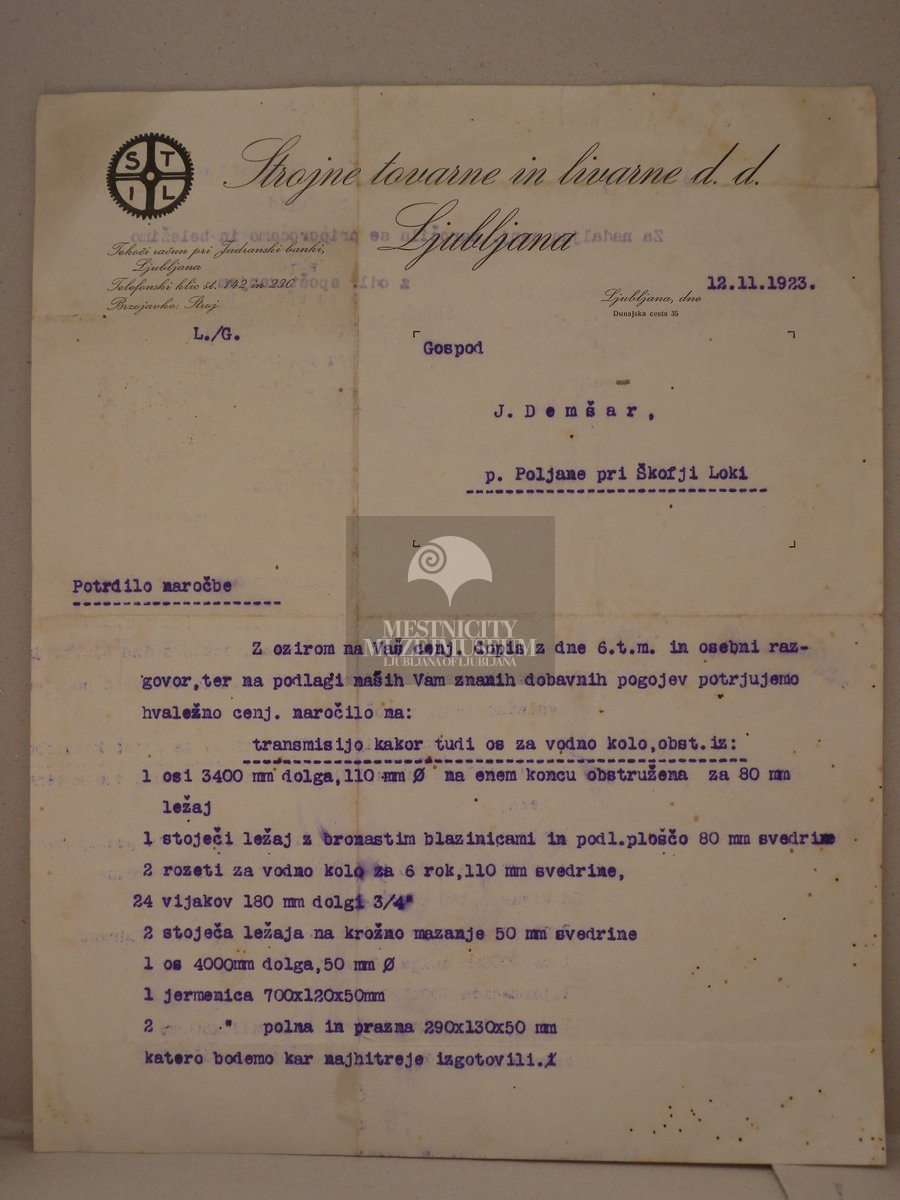 STIL
Strojne tovarne in livarne d. d.
Ljubljana
Tekoči račun pri Jadranski banki,
Ljubljana
Telefonski klic št. 142 in 230
Brzojavke: Stroj
Ljubljana, dne 12.11.1923.
Dunajska cesta 35
L./G.
Gospod
J. Demšar,
p. Poljane pri Škofji Loki
Potrdilo naročbe
MESTNICITY
MUZEJMUSEUM
LJUBLJANAOFLJUBLJANA
Z ozirom na Vaš cenj. dopis z dne 6.t.m. in osebni raz-
govor,ter na podlagi naših Vam znanih dobavnih pogojev potrjujemo
hvaležno cenj. naročilo na:
transmisijo kakor tudi os za vodno kolo,obst.iz:
1 osi 3400 mm dolga,110 mm Ø na enem koncu obstružena za 80 mm
ležaj
1 stoječi ležaj z bronastim blazinicami in podl.ploščo 80 mm svedrine
2 rozeti za vodno kolo za 6 rok,110 mm svedrine,
24 vijakov 180 mm dolgi 3/4"
2 stoječa ležaja na krožno mazanje 50 mm svedrine
1 os 4000mm dolga,50 mm Ø
1 jermenica 700x120x50mm
2 " polna in prazna 290x130x50 mm
katero bodemo kar najhitreje izgotovili.